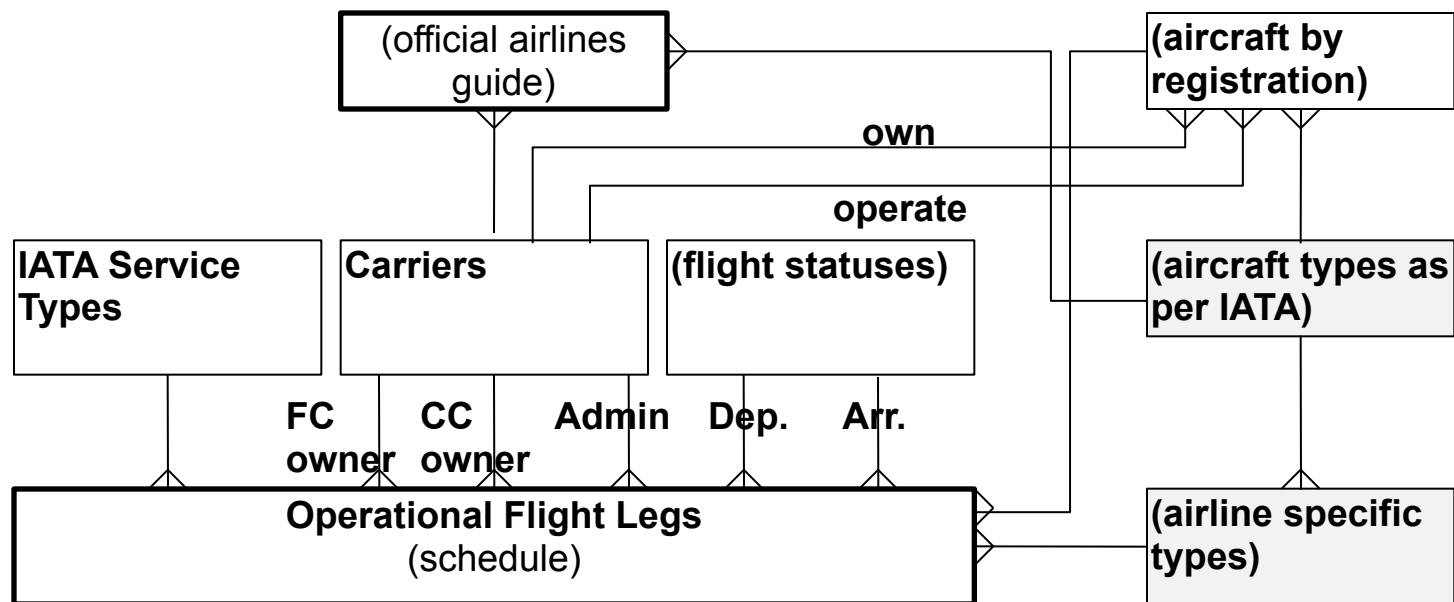 (official airlines
guide)
(aircraft by
registration)
own
operate
IATA Service
Types
Carriers
(flight statuses)
(aircraft types as
per IATA)
FC
owner
CC
owner
Admin
Dep.
Arr.
Operational Flight Legs
(schedule)
(airline specific
types)